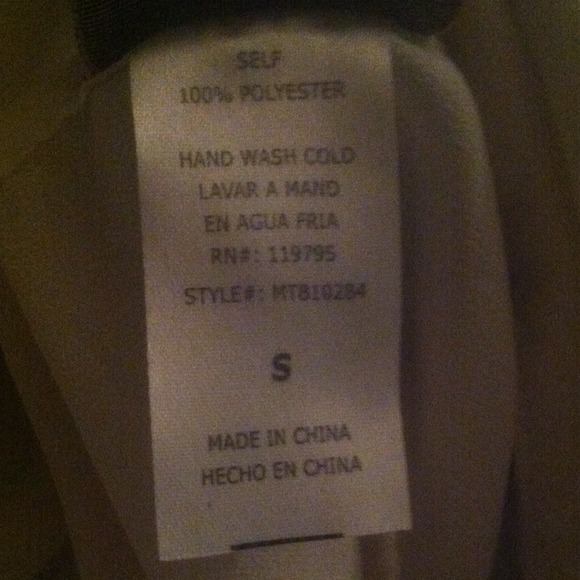 SELF
100% POLYESTER
HAND WASH COLD
LAVAR A MANO
EN AGUA FRIA
RN#: 119795
STYLE#: MT810284
S
MADE IN CHINA
HECHO EN CHINA